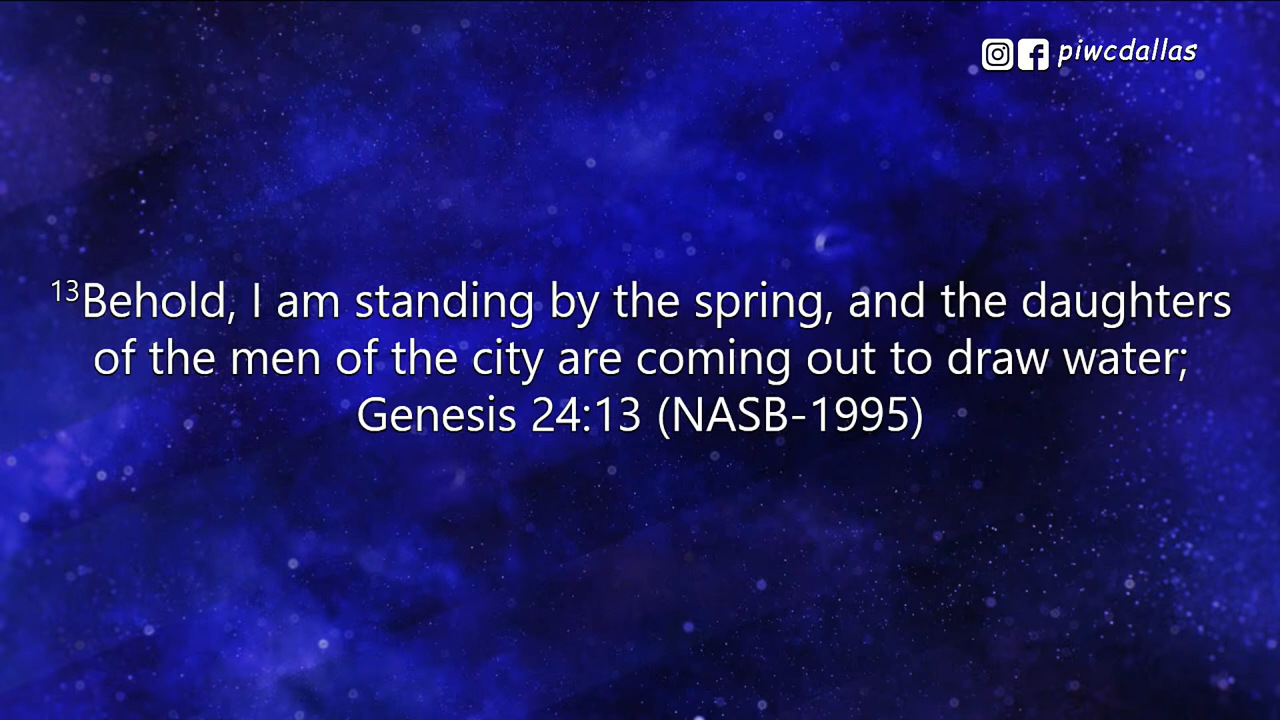 piwcdallas
¹³Behold, I am standing by the spring, and the daughters
of the men of the city are coming out to draw water;
Genesis 24:13 (NASB-1995)